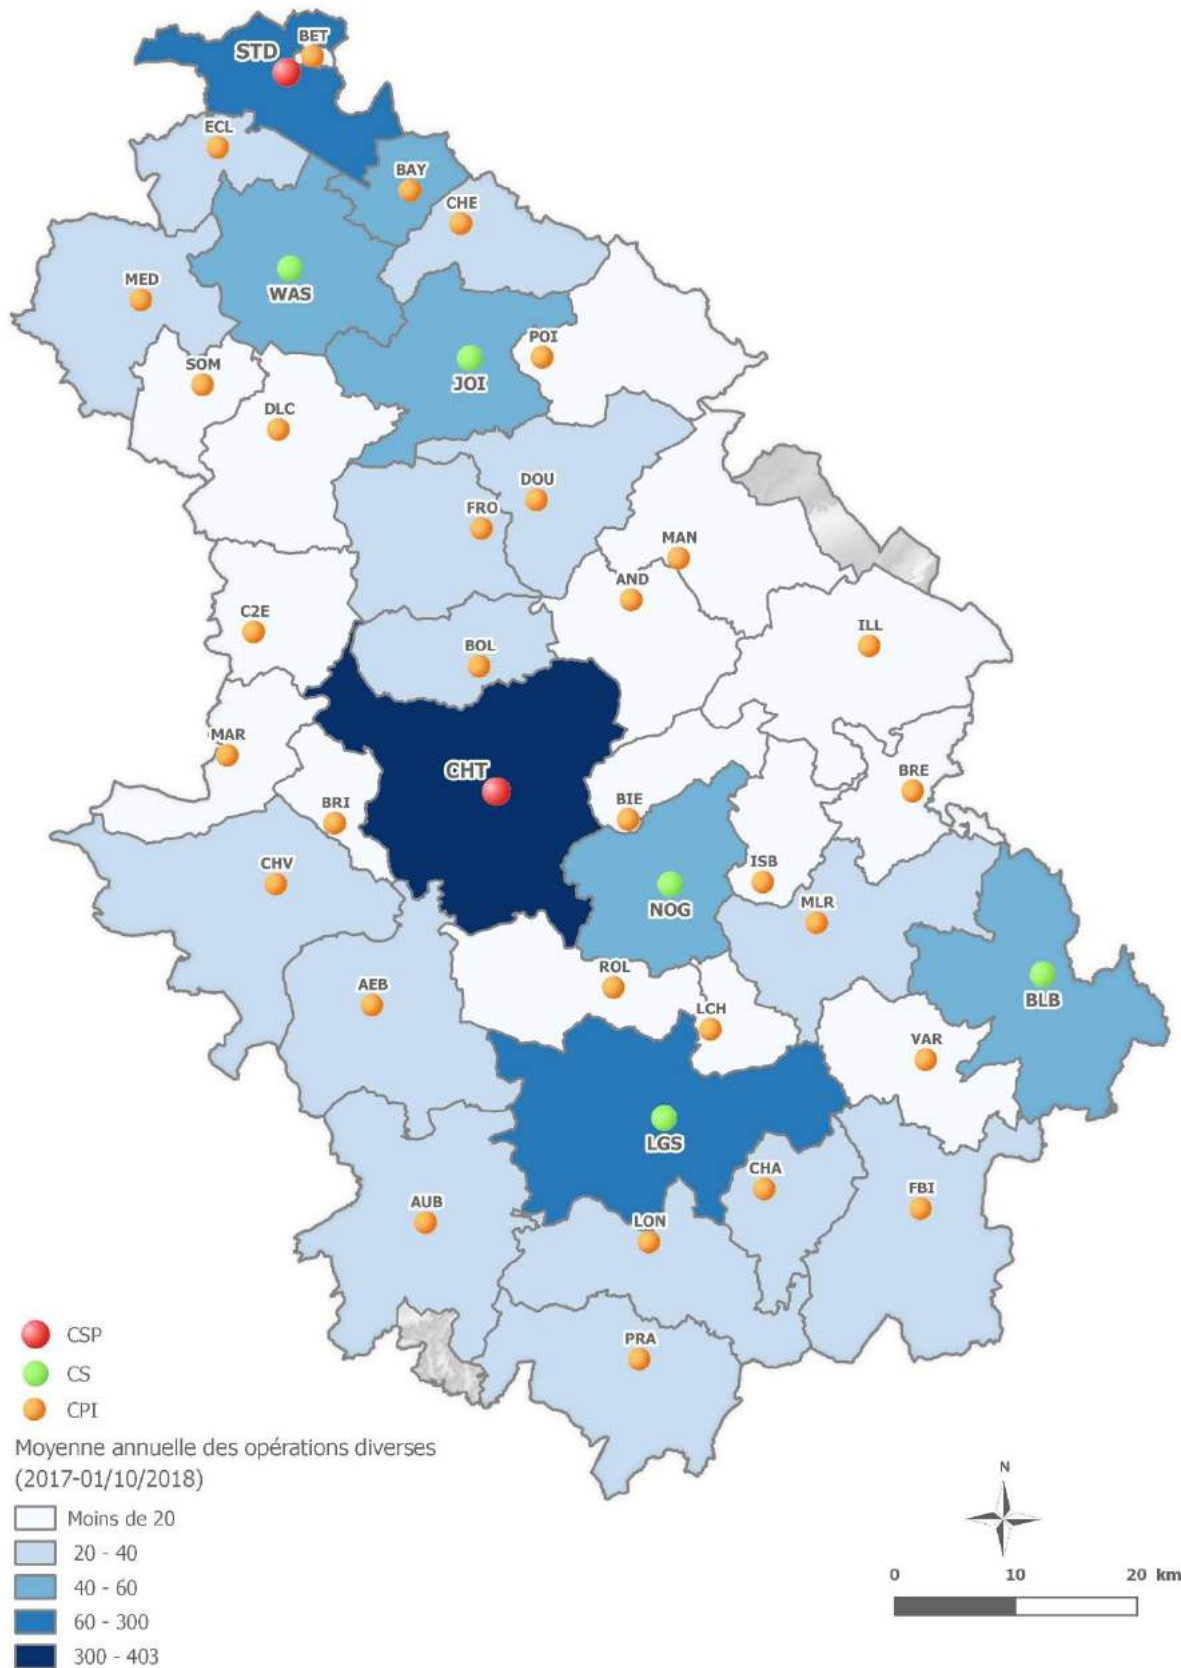 BET
STD
ECL
BAY
CHE
WAS
MED
POI
SOM
JOI
DLC
DOU
FRO
MAN
AND
C2E
ILL
BOL
MAR
CHT
BRE
BRI
BIE
CHV
ISB
NOG
MLR
ROL
AEB
LCH
BLB
VAR
LGS
CHA
FBI
AUB
LON
PRA
CSP
CS
CPI
Moyenne annuelle des opérations diverses
(2017-01/10/2018)
Moins de 20
20 - 40
40 - 60
60 - 300
300 - 403
N
0 10 20 km